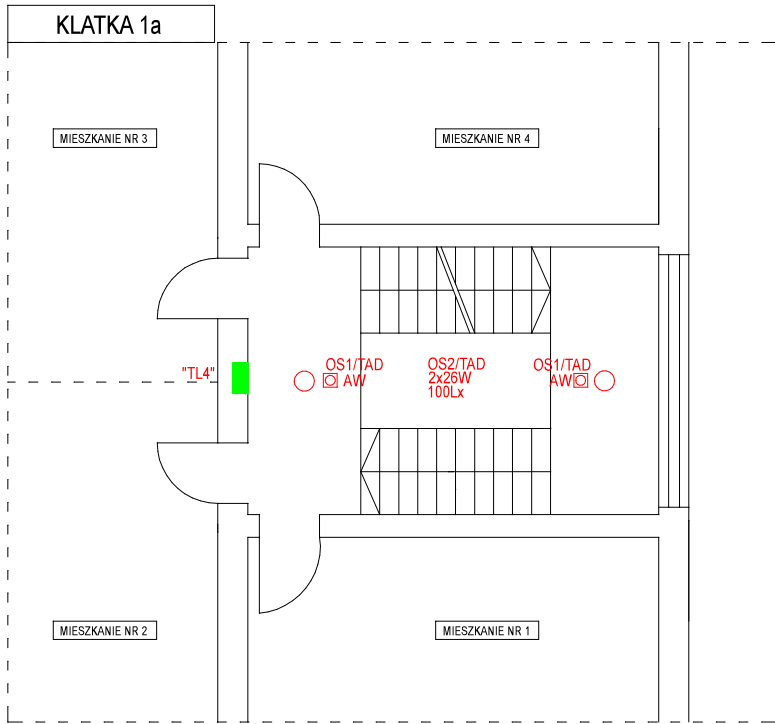 KLATKA 1a
MIESZKANIE NR 3
MIESZKANIE NR 4
"TL4"
OS1/TAD
AW
OS2/TAD
2x26W
100Lx
OS1/TAD
AW
MIESZKANIE NR 2
MIESZKANIE NR 1